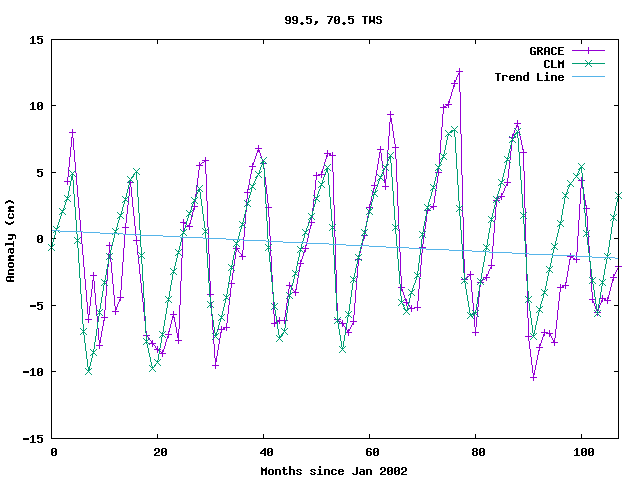 99.5, 70.5 TWS
GRACE
CLM
Trend Line
15
10
5
0
-5
-10
-15
Anomaly (cm)
0 20 40 60 80 100
Months since Jan 2002